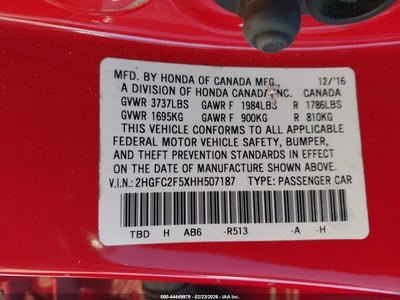 MFD. BY HONDA OF CANADA MFG., 12/'16
A DIVISION OF HONDA CANADA INC. CANADA
GVWR 3737LBS GAWR F 1984LBS R 1786LBS
GVWR 1695KG GAWR F 900KG R 810KG
THIS VEHICLE CONFORMS TO ALL APPLICABLE
FEDERAL MOTOR VEHICLE SAFETY, BUMPER,
AND THEFT PREVENTION STANDARDS IN EFFECT
ON THE DATE OF MANUFACTURE SHOWN ABOVE.
V.I.N.: 2HGFC2F5XHH507187 TYPE: PASSENGER CAR
TBD H AB6 -R513 -A -H
000-44449979 - 02/23/2026 - IAA Inc.